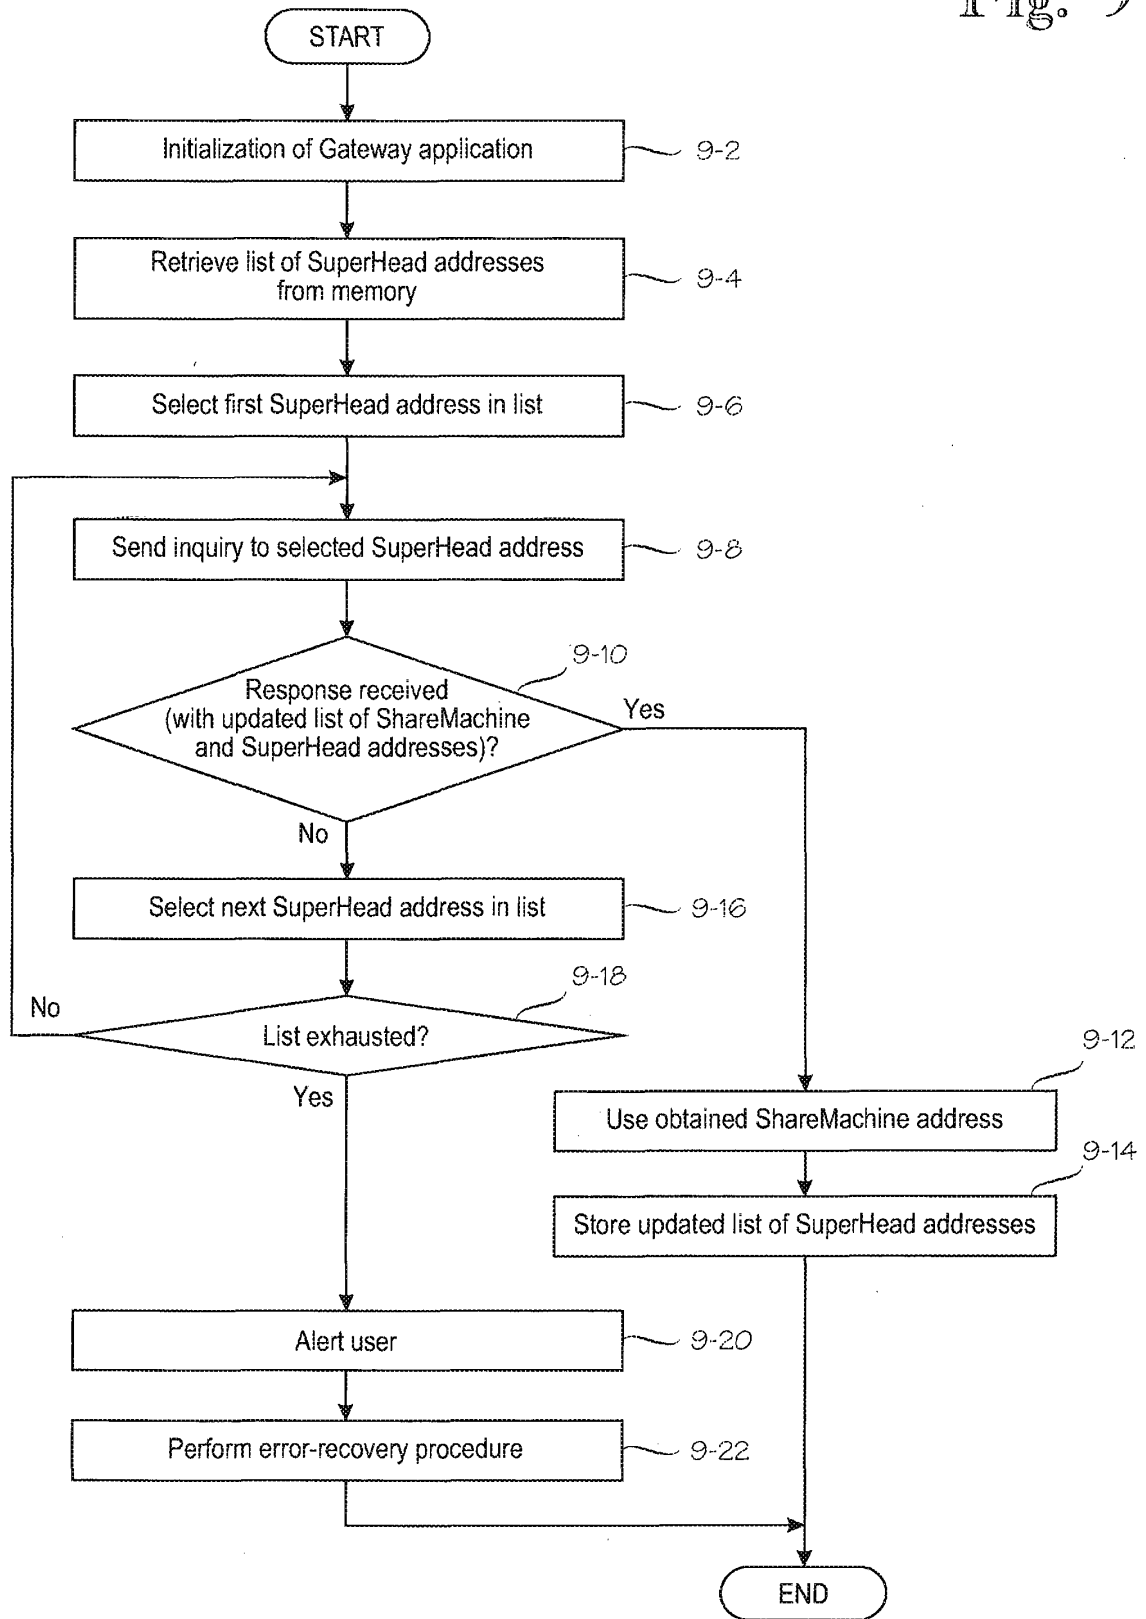 Fig. 9
START
Initialization of Gateway application
9-2
Retrieve list of SuperHead addresses
from memory
9-4
Select first SuperHead address in list
9-6
Send inquiry to selected SuperHead address
9-8
9-10
Response received
(with updated list of ShareMachine
and SuperHead addresses)?
Yes
No
Select next SuperHead address in list
9-16
9-18
No
List exhausted?
Yes
9-12
Use obtained ShareMachine address
9-14
Store updated list of SuperHead addresses
Alert user
9-20
Perform error-recovery procedure
9-22
END